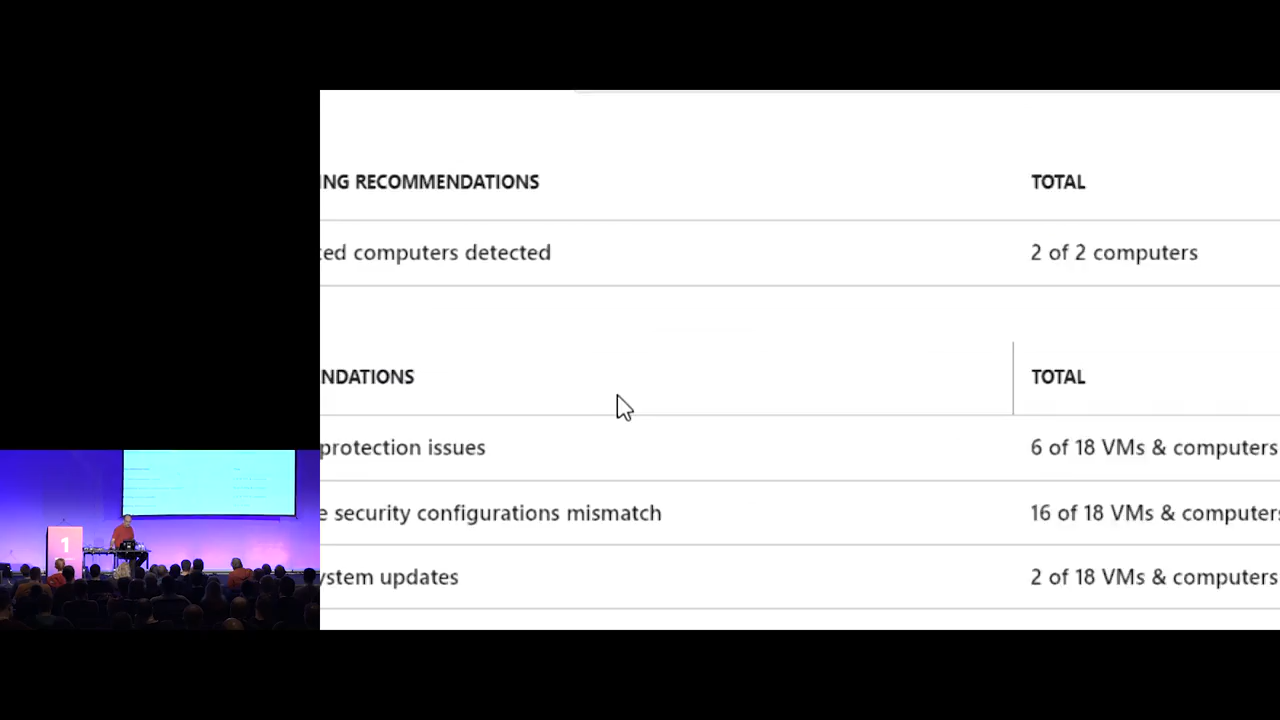 ING RECOMMENDATIONS TOTAL
ted computers detected 2 of 2 computers
NDATIONS TOTAL
protection issues 6 of 18 VMs & computers
e security configurations mismatch 16 of 18 VMs & computers
ystem updates 2 of 18 VMs & computers
1